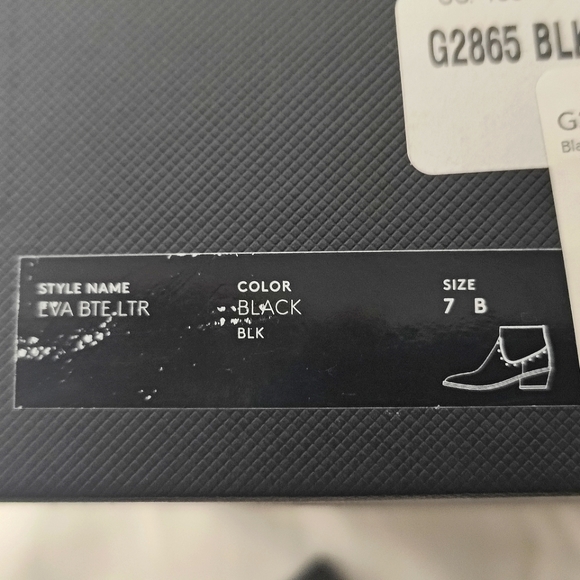 G2865 BLK
STYLE NAME
EVA BTE LTR
COLOR
BLACK
BLK
SIZE
7 B